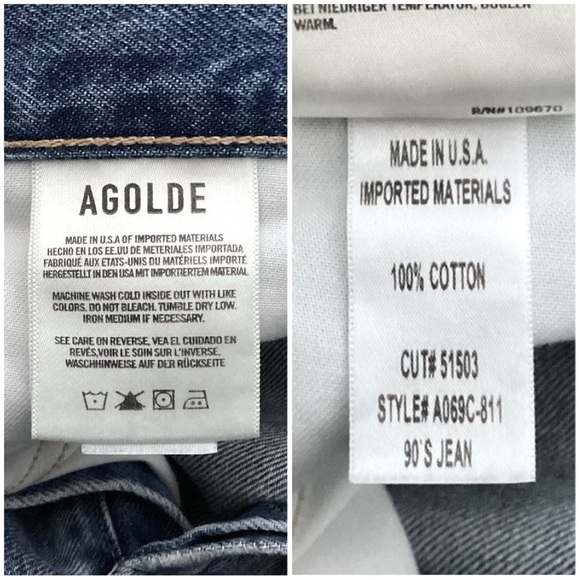 AGOLDE
MADE IN U.S.A OF IMPORTED MATERIALS
HECHO EN LOS EE.UU DE METERIALES IMPORTADA
FABRIQUÉ AUX ETATS-UNIS DU MATÉRIELS IMPORTÉ
HERGESTELLT IN DEN USA MIT IMPORTIERTEM MATERIAL
MACHINE WASH COLD INSIDE OUT WITH LIKE
COLORS. DO NOT BLEACH. TUMBLE DRY LOW.
IRON MEDIUM IF NECESSARY.
SEE CARE ON REVERSE, VEA EL CUIDADO EN
REVÉS,VOIR LE SOIN SUR L'INVERSE.
WASCHHINWEISE AUF DER RÜCKSEITE
BEI NIEDRIGER TEMPERATUR, BÜGELN
WARM.
R/N#109670
MADE IN U.S.A.
IMPORTED MATERIALS
100% COTTON
CUT# 51503
STYLE# A069C-811
90'S JEAN